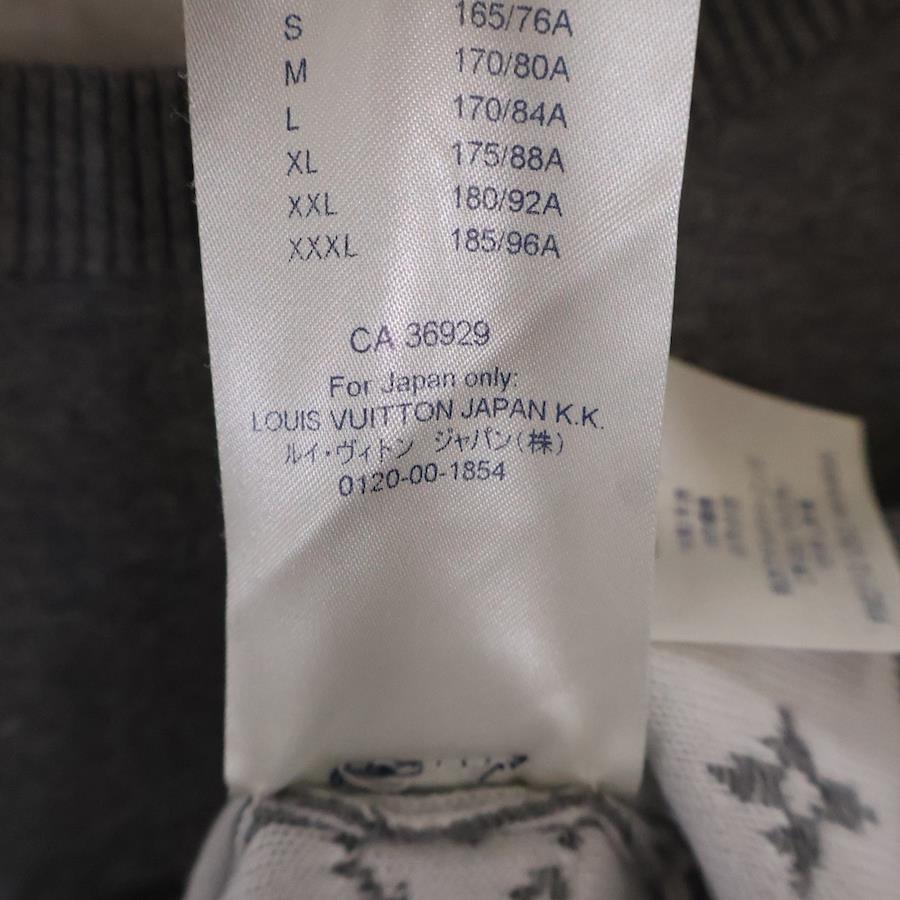 S 165/76A
M 170/80A
L 170/84A
XL 175/88A
XXL 180/92A
XXXL 185/96A
CA 36929
For Japan only:
LOUIS VUITTON JAPAN K.K.
ルイ・ヴィトン ジャパン(株)
0120-00-1854